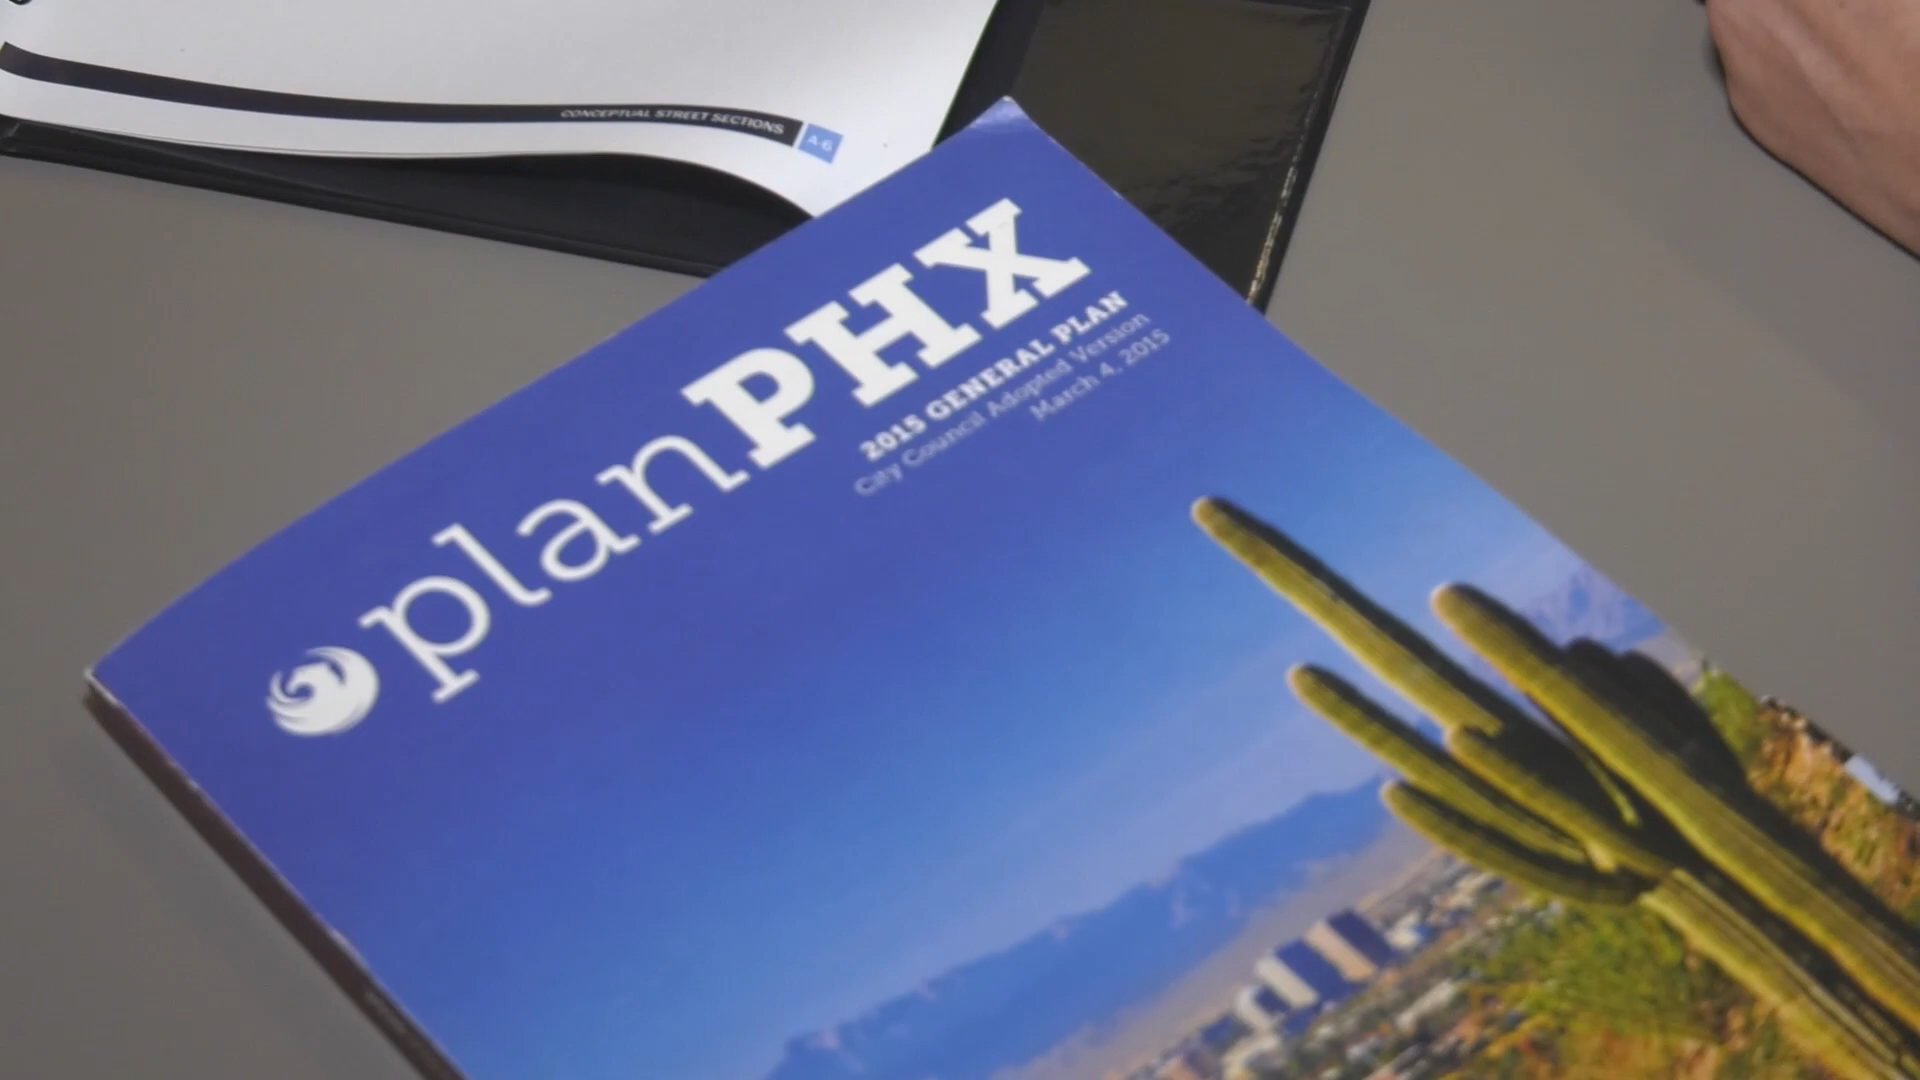 CONCEPTUAL STREET SECTIONS A-6
planPHX
2015 GENERAL PLAN
City Council Adopted Version
March 4, 2015